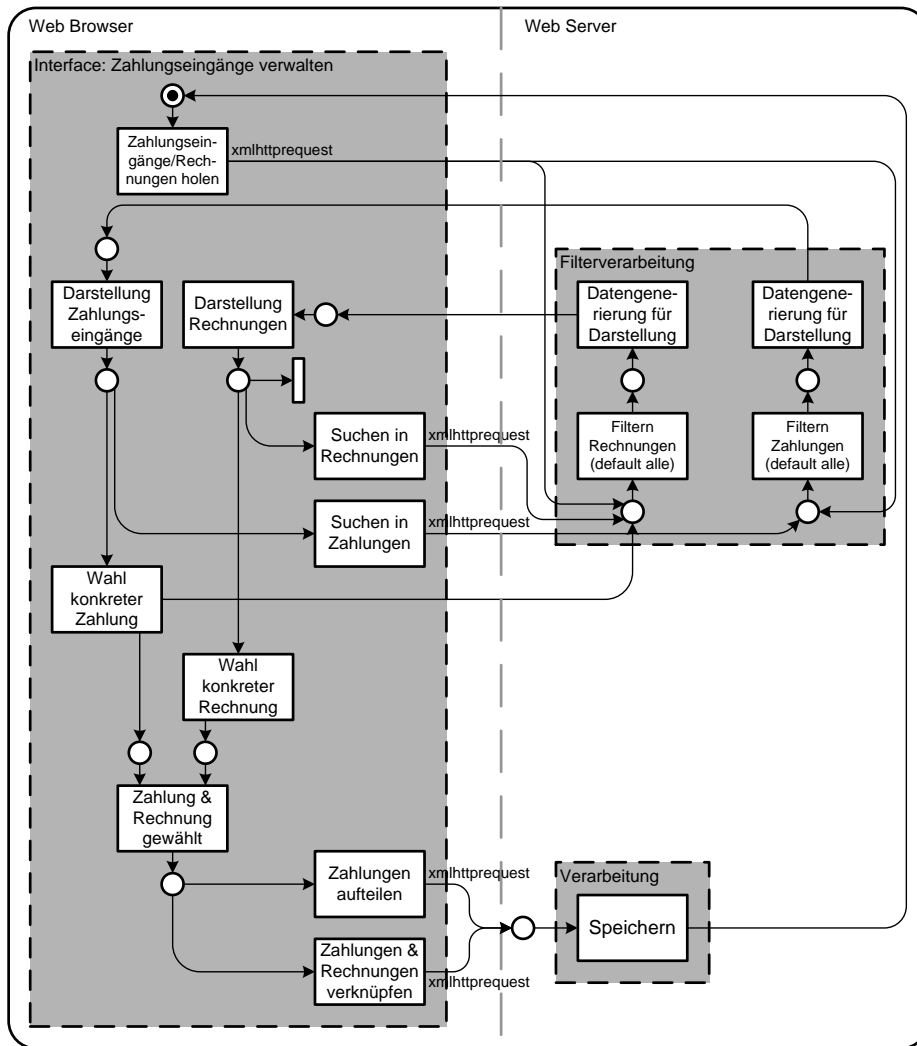 Web Browser
Web Server
Interface: Zahlungseingänge verwalten
Zahlungsein-
gänge/Rech-
nungen holen
xmlhttprequest
Filterverarbeitung
Darstellung
Zahlungs-
eingänge
Darstellung
Rechnungen
Datengene-
rierung für
Darstellung
Datengene-
rierung für
Darstellung
Suchen in
Rechnungen
xmlhttprequest
Filtern
Rechnungen
(default alle)
Filtern
Zahlungen
(default alle)
Suchen in
Zahlungen
xmlhttprequest
Wahl
konkreter
Zahlung
Wahl
konkreter
Rechnung
Zahlung &
Rechnung
gewählt
Zahlungen
aufteilen
xmlhttprequest
Verarbeitung
Speichern
Zahlungen &
Rechnungen
verknüpfen
xmlhttprequest